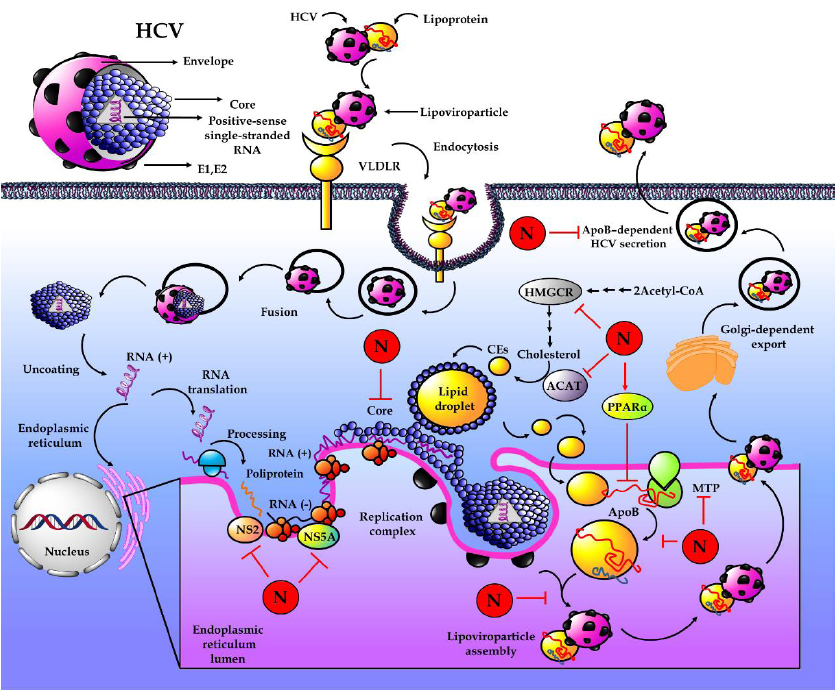 HCV
HCV
Lipoprotein
Envelope
Core
Positive-sense
single-stranded
RNA
E1,E2
Lipoviroparticle
VLDLR
Endocytosis
N
ApoB-dependent
HCV secretion
Fusion
HMGCR
2Acetyl-CoA
Golgi-dependent
export
Uncoating
RNA (+)
RNA
translation
N
CEs
Cholesterol
N
ACAT
Lipid
droplet
PPARα
Core
Endoplasmic
reticulum
Processing
RNA (+)
Poliprotein
RNA (-)
NS2
NS5A
Replication
complex
ApoB
MTP
N
Nucleus
N
N
Endoplasmic
reticulum
lumen
Lipoviroparticle
assembly